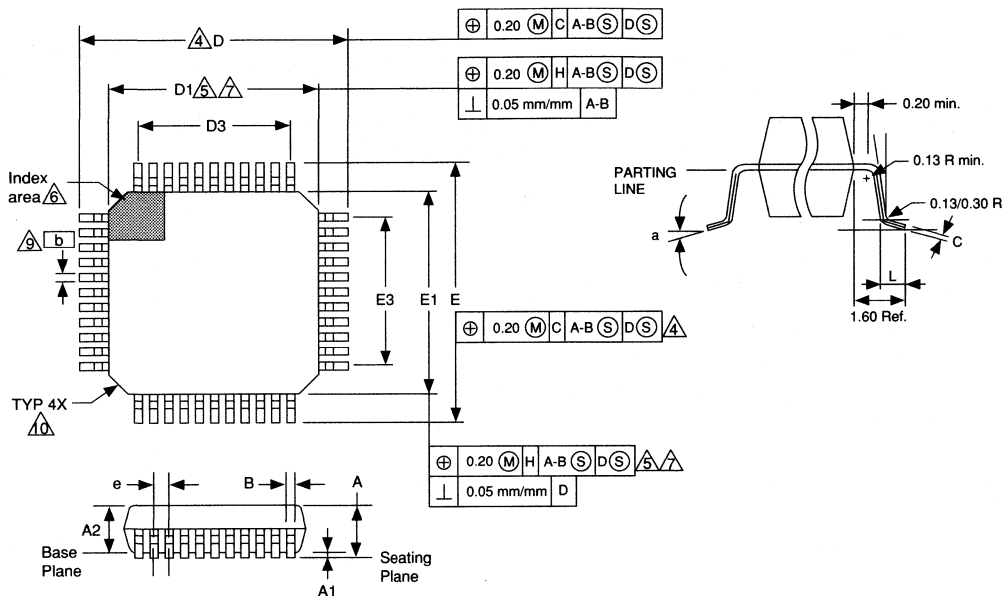 4 D
⊕ 0.20 Ⓜ C A-B Ⓢ D Ⓢ
D1 5 7
⊕ 0.20 Ⓜ H A-B Ⓢ D Ⓢ
⊥ 0.05 mm/mm A-B
D3
Index
area 6
9 b
E3
E1
E
⊕ 0.20 Ⓜ C A-B Ⓢ D Ⓢ 4
TYP 4X
10
⊕ 0.20 Ⓜ H A-B Ⓢ D Ⓢ 5 7
⊥ 0.05 mm/mm D
0.20 min.
PARTING
LINE
0.13 R min.
0.13/0.30 R
a
C
L
1.60 Ref.
e
B
A
A2
Base
Plane
Seating
Plane
A1